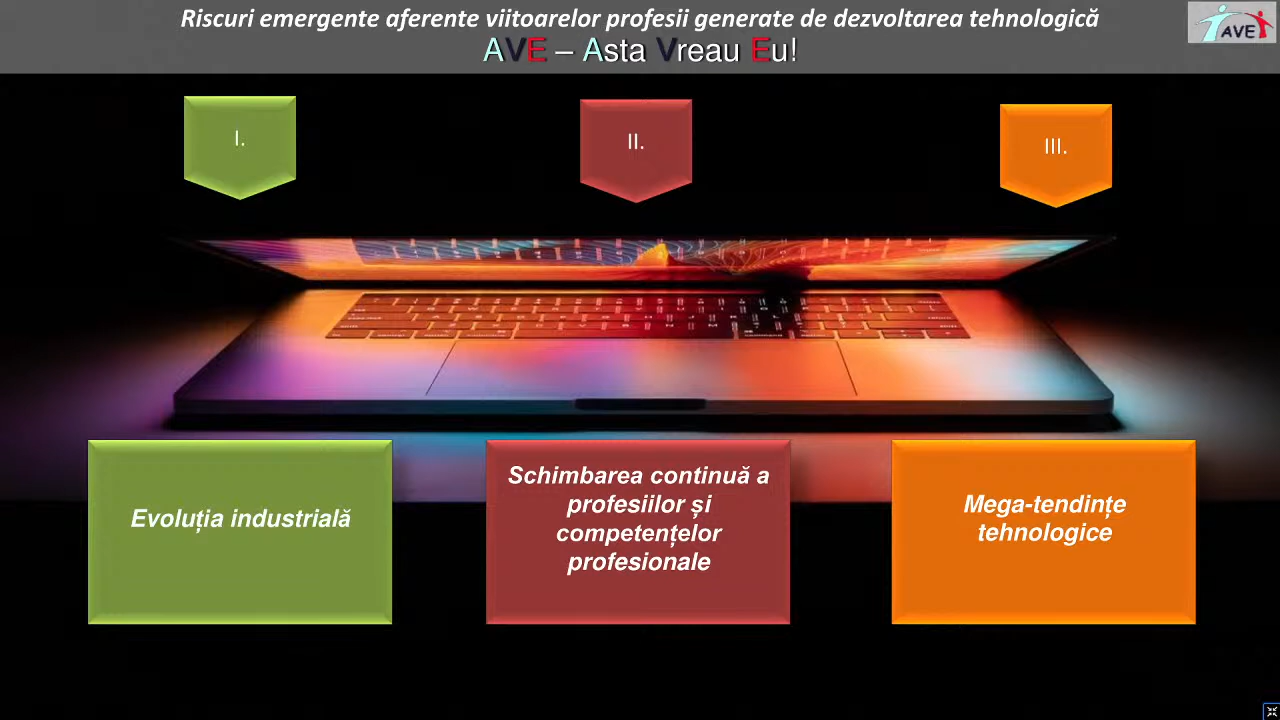 Riscuri emergente aferente viitoarelor profesii generate de dezvoltarea tehnologică
AVE – Asta Vreau Eu!
AVE
I.
II.
III.
Evoluția industrială
Schimbarea continuă a
profesiilor și
competențelor
profesionale
Mega-tendințe
tehnologice